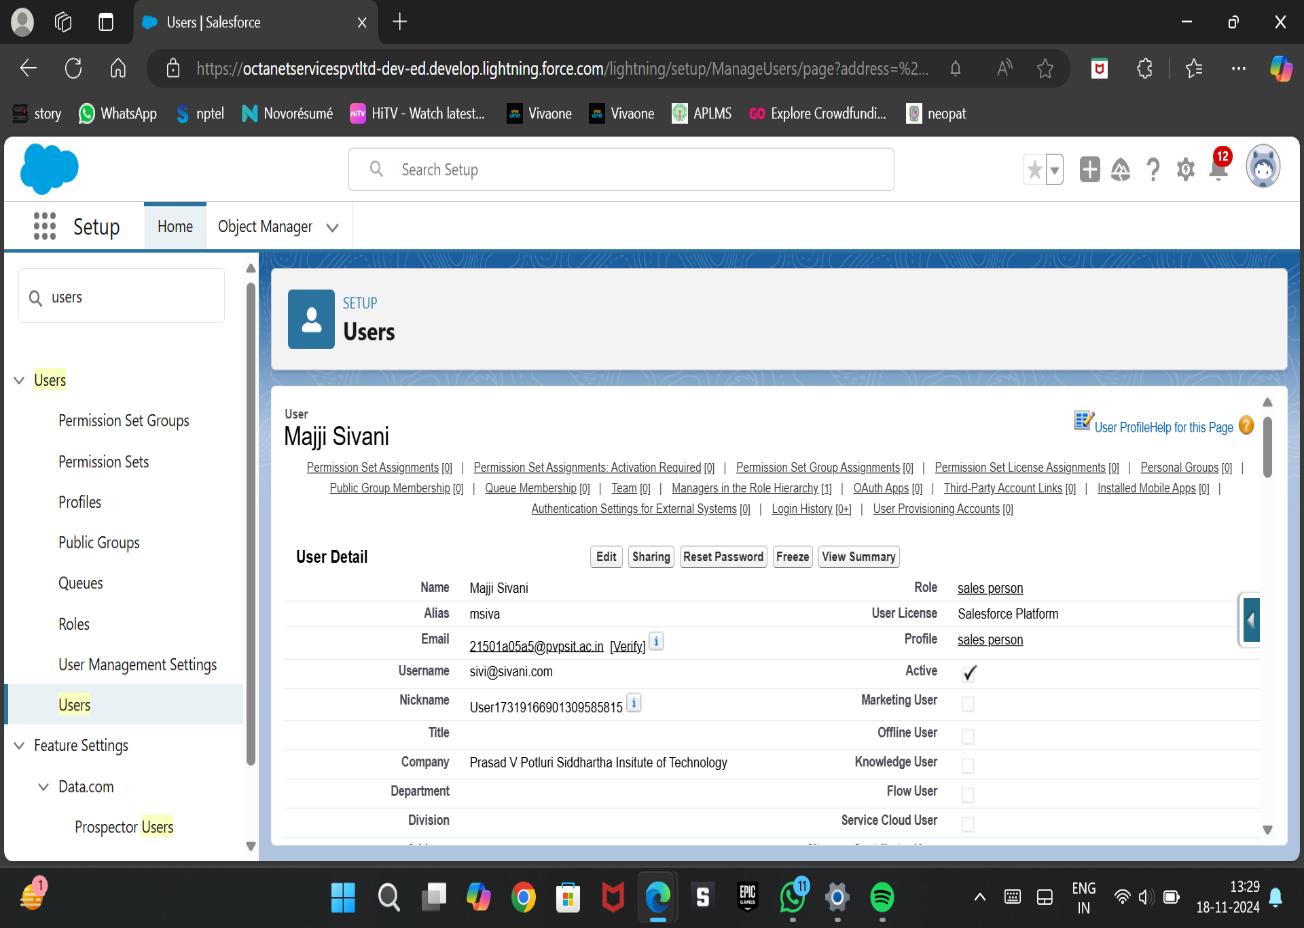 Users | Salesforce
https://octanetservicespvtltd-dev-ed.develop.lightning.force.com/lightning/setup/ManageUsers/page?address=%2...
story WhatsApp nptel Novorésumé HiTV - Watch latest... Vivaone Vivaone APLMS GO Explore Crowdfundi... neopat
Search Setup
12
Setup Home Object Manager
users
SETUP
Users
Users
Permission Set Groups
Permission Sets
Profiles
Public Groups
Queues
Roles
User Management Settings
Users
Feature Settings
Data.com
Prospector Users
User
Majji Sivani
User ProfileHelp for this Page ?
Permission Set Assignments [0] | Permission Set Assignments: Activation Required [0] | Permission Set Group Assignments [0] | Permission Set License Assignments [0] | Personal Groups [0] |
Public Group Membership [0] | Queue Membership [0] | Team [0] | Managers in the Role Hierarchy [1] | OAuth Apps [0] | Third-Party Account Links [0] | Installed Mobile Apps [0] |
Authentication Settings for External Systems [0] | Login History [0+] | User Provisioning Accounts [0]
User Detail Edit Sharing Reset Password Freeze View Summary
Name Majji Sivani Role sales person
Alias msiva User License Salesforce Platform
Email 21501a05a5@pvpsit.ac.in [Verify] i Profile sales person
Username sivi@sivani.com Active
Nickname User17319166901309585815 i Marketing User
Title Offline User
Company Prasad V Potluri Siddhartha Insitute of Technology Knowledge User
Department Flow User
Division Service Cloud User
1
EPIC GAMES
11
ENG
IN
13:29
18-11-2024